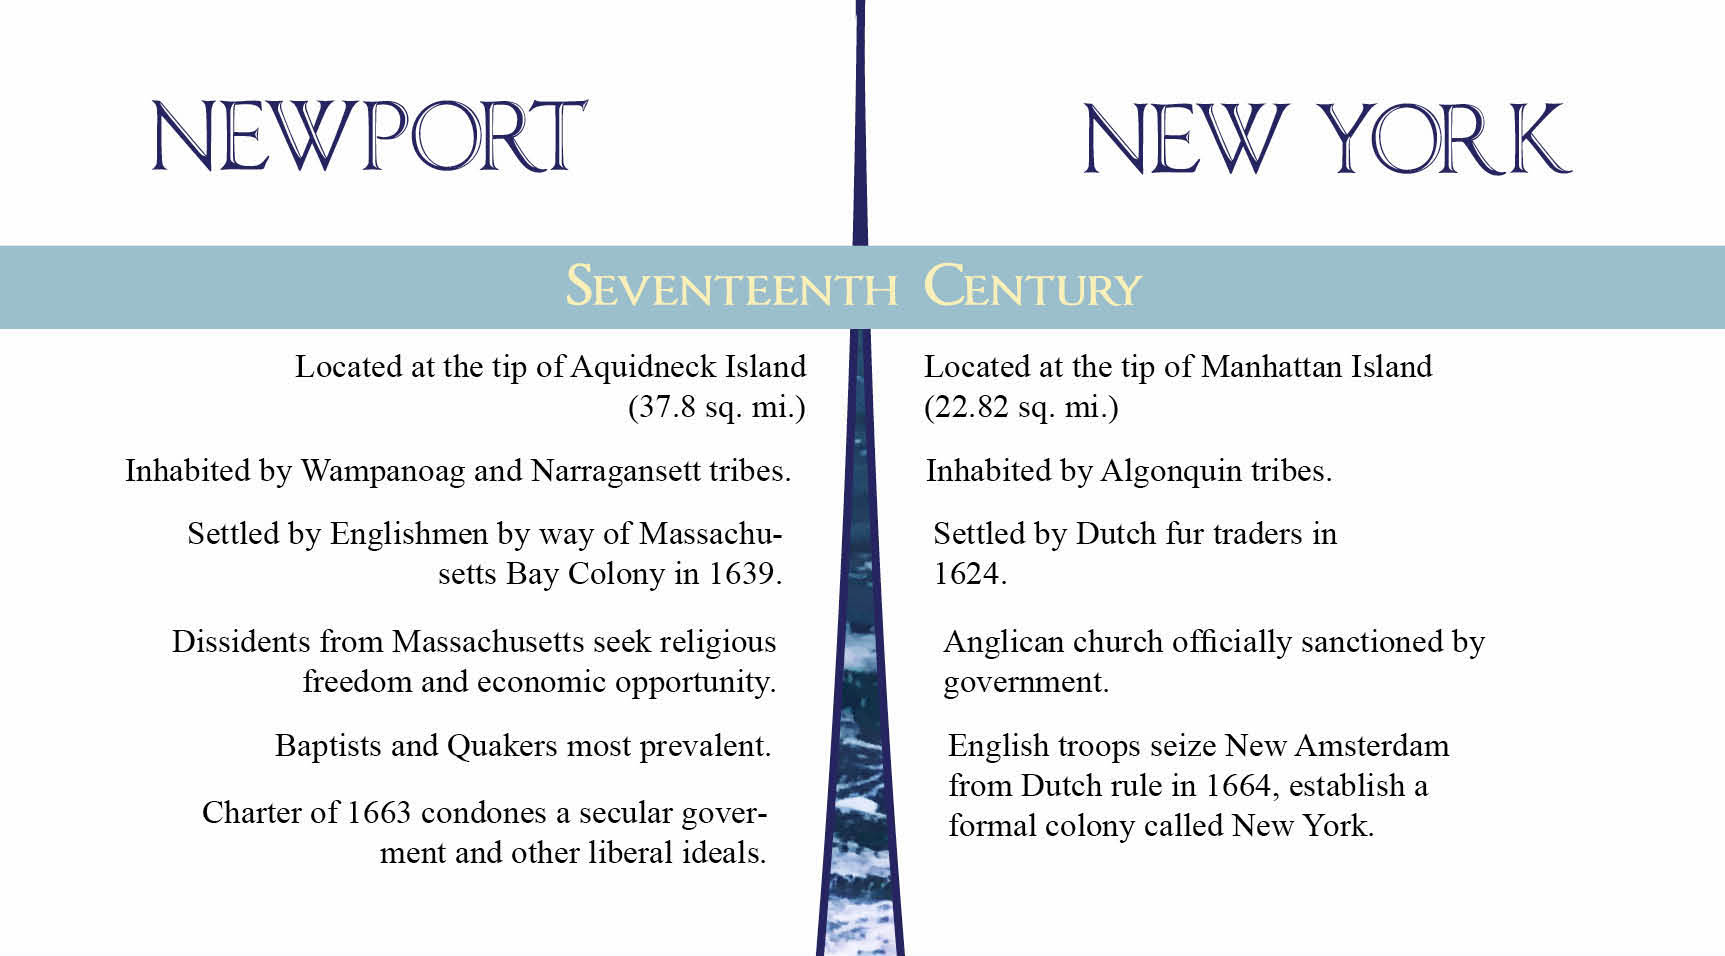 NEWPORT
NEW YORK
SEVENTEENTH CENTURY
Located at the tip of Aquidneck Island
(37.8 sq. mi.)
Inhabited by Wampanoag and Narragansett tribes.
Settled by Englishmen by way of Massachu-
setts Bay Colony in 1639.
Dissidents from Massachusetts seek religious
freedom and economic opportunity.
Baptists and Quakers most prevalent.
Charter of 1663 condones a secular gover-
ment and other liberal ideals.
Located at the tip of Manhattan Island
(22.82 sq. mi.)
Inhabited by Algonquin tribes.
Settled by Dutch fur traders in
1624.
Anglican church officially sanctioned by
government.
English troops seize New Amsterdam
from Dutch rule in 1664, establish a
formal colony called New York.